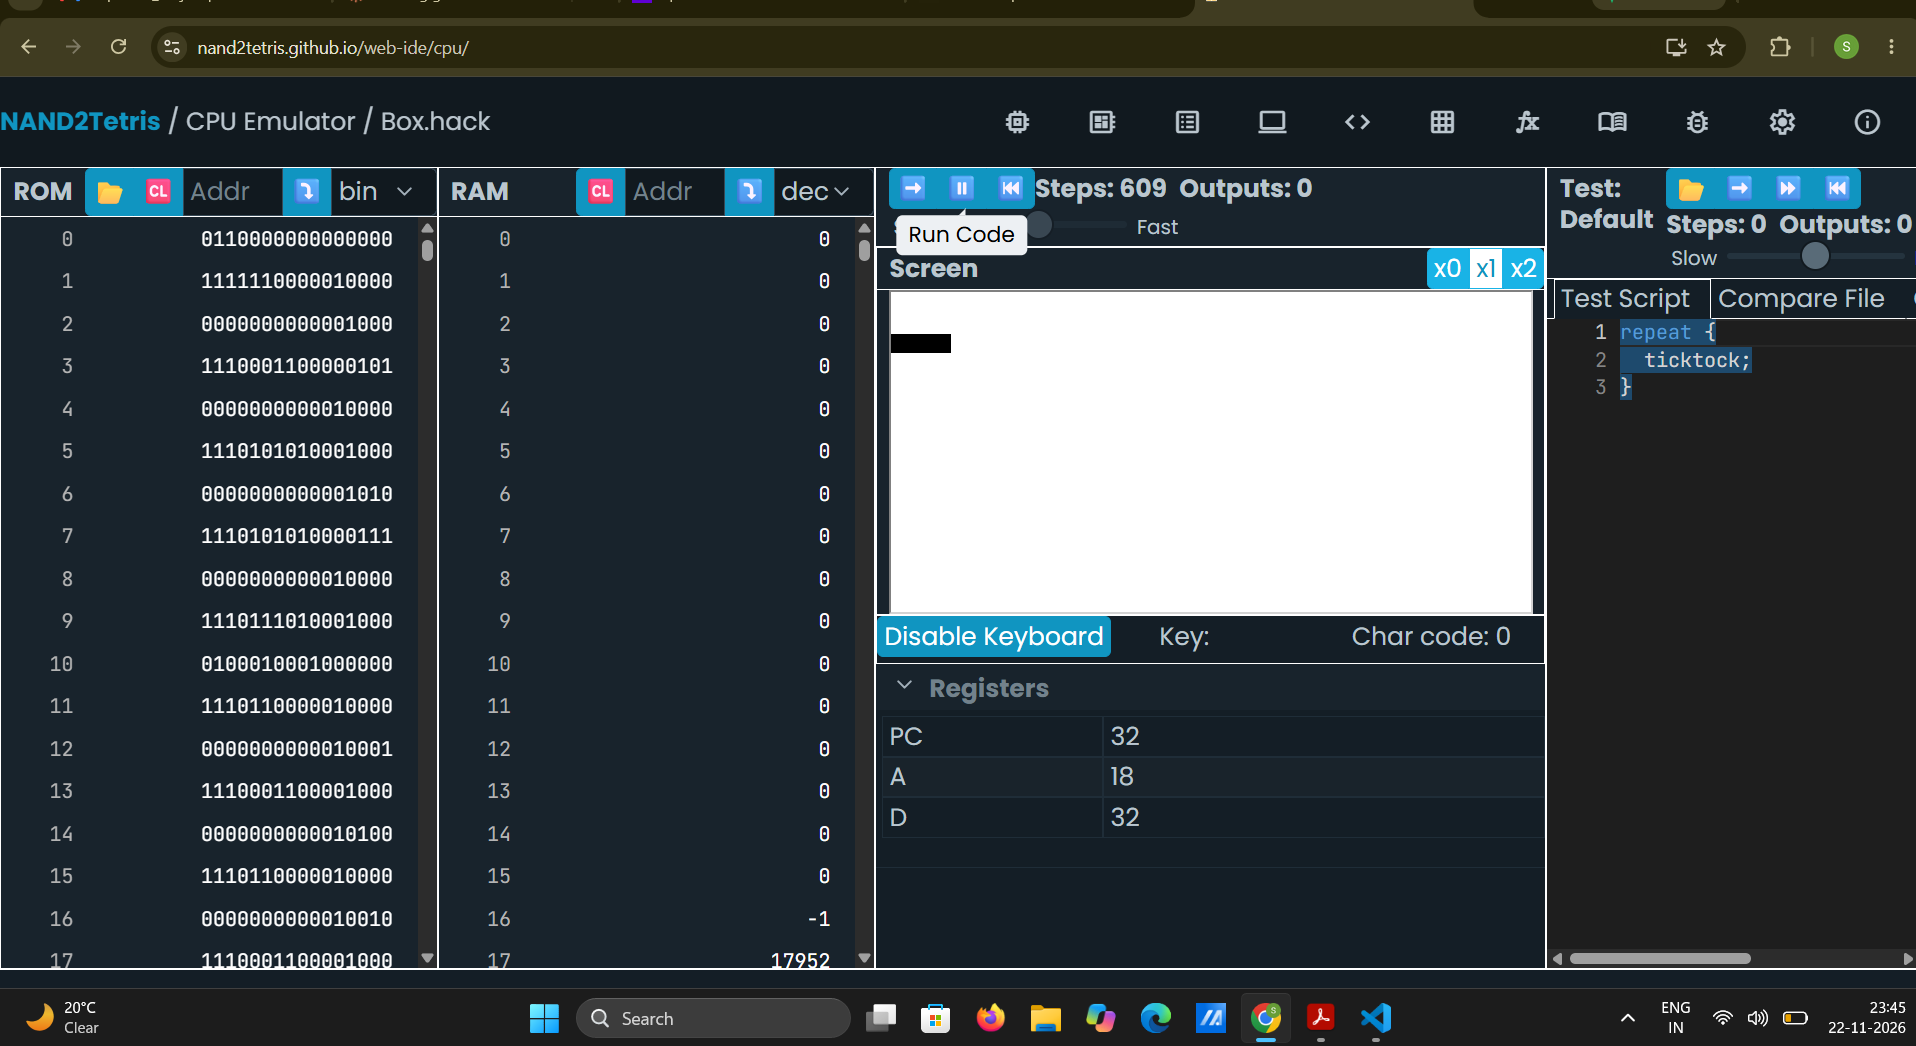 nand2tetris.github.io/web-ide/cpu/
S
NAND2Tetris / CPU Emulator / Box.hack
ROM CL Addr bin
0 0110000000000000
1 1111110000010000
2 0000000000001000
3 1110001100000101
4 0000000000010000
5 1110101010001000
6 0000000000001010
7 1110101010000111
8 0000000000010000
9 1110111010001000
10 0100010001000000
11 1110110000010000
12 0000000000010001
13 1110001100001000
14 0000000000010100
15 1110110000010000
16 0000000000010010
17 1110001100001000
RAM CL Addr dec
0 0
1 0
2 0
3 0
4 0
5 0
6 0
7 0
8 0
9 0
10 0
11 0
12 0
13 0
14 0
15 0
16 -1
17 17952
Steps: 609 Outputs: 0
Fast
Run Code
Screen x0 x1 x2
Disable Keyboard Key: Char code: 0
Registers
PC 32
A 18
D 32
Test:
Default
Steps: 0 Outputs: 0
Slow
Test Script Compare File
1 repeat {
2 ticktock;
3 }
20°C
Clear
Search
ENG
IN
23:45
22-11-2026